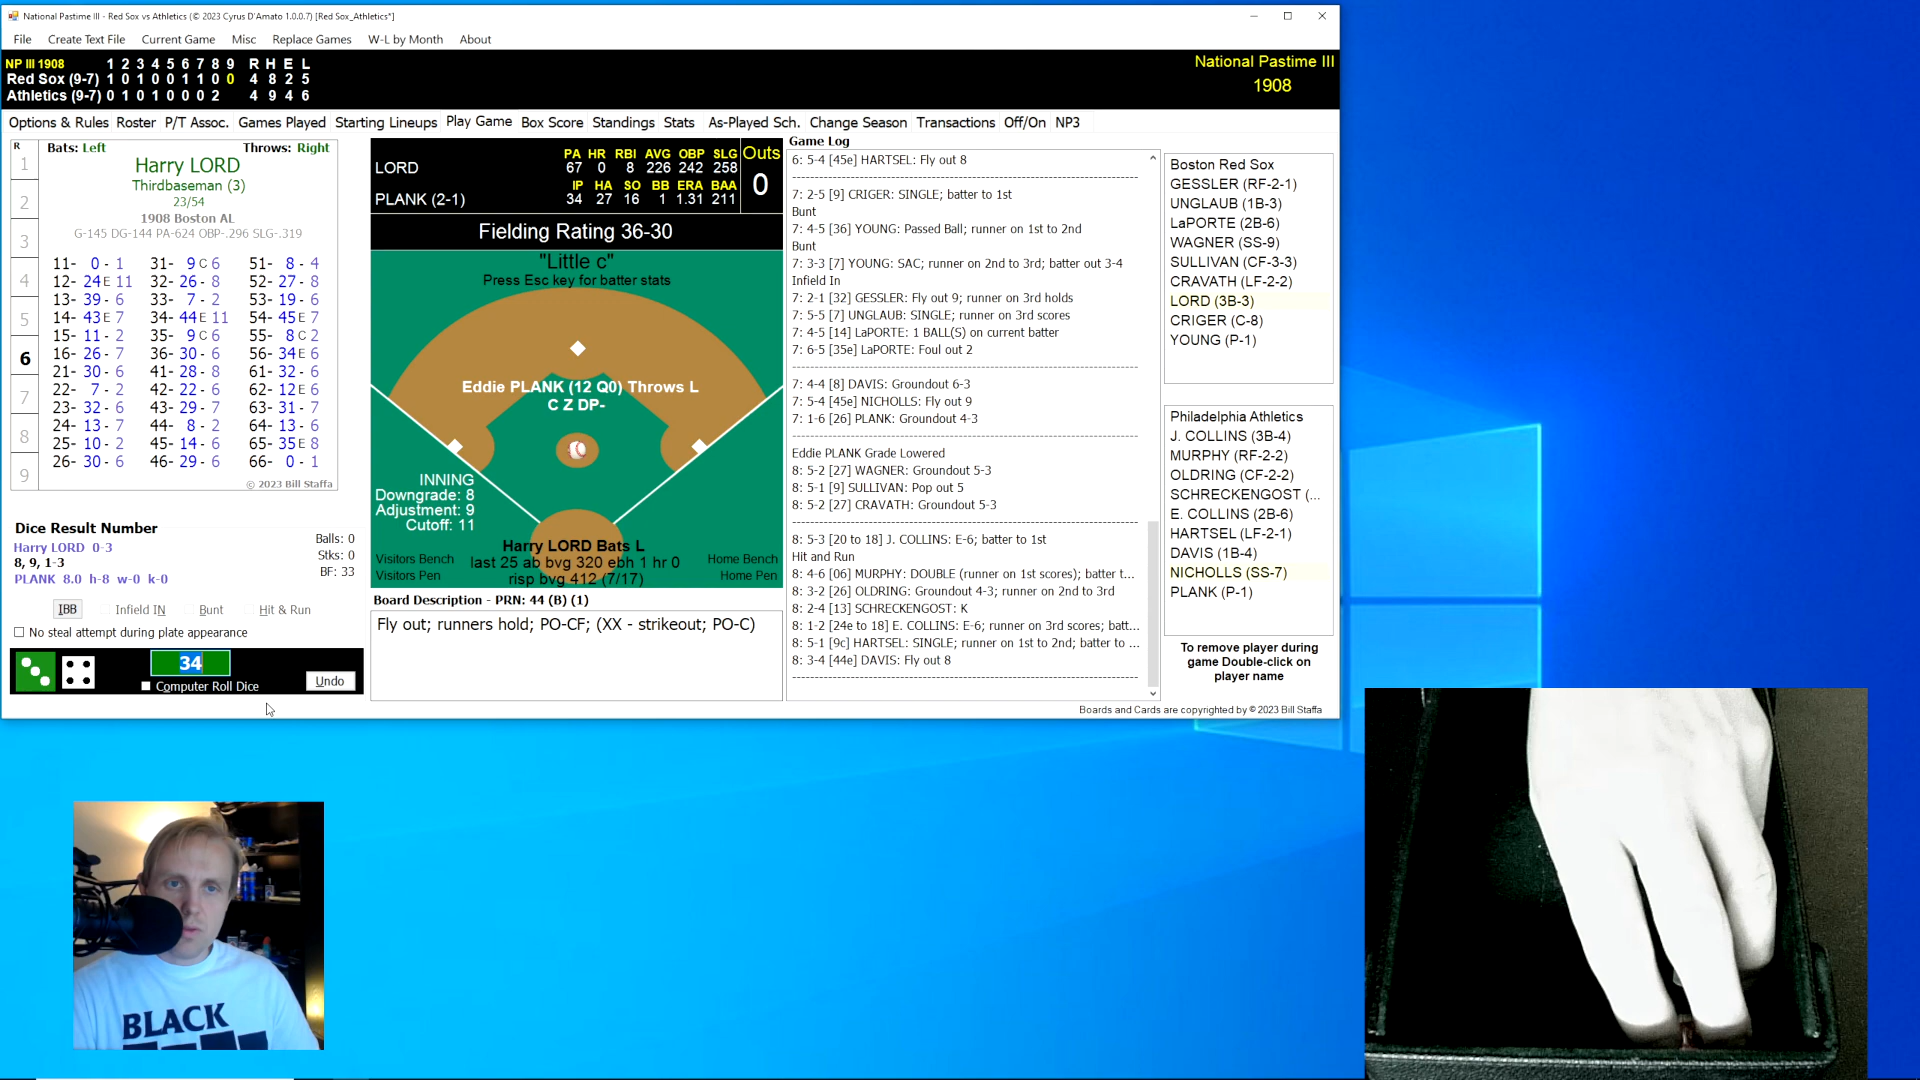 National Pastime III - Red Sox vs Athletics (© 2023 Cyrus D'Amato 1.0.0.7) [Red Sox_Athletics*]
File Create Text File Current Game Misc Replace Games W-L by Month About
NP III 1908 1 2 3 4 5 6 7 8 9 R H E L
Red Sox (9-7) 1 0 1 0 0 1 1 0 0 4 8 2 5
Athletics (9-7) 0 1 0 1 0 0 0 2 4 9 4 6
National Pastime III
1908
Options & Rules Roster P/T Assoc. Games Played Starting Lineups Play Game Box Score Standings Stats As-Played Sch. Change Season Transactions Off/On NP3
R
1
2
3
4
5
6
7
8
9
Bats: Left Throws: Right
Harry LORD
Thirdbaseman (3)
23/54
1908 Boston AL
G-145 DG-144 PA-624 OBP-.296 SLG-.319
11- 0 - 1 31- 9 C 6 51- 8 - 4
12- 24 E 11 32- 26 - 8 52- 27 - 8
13- 39 - 6 33- 7 - 2 53- 19 - 6
14- 43 E 7 34- 44 E 11 54- 45 E 7
15- 11 - 2 35- 9 C 6 55- 8 C 2
16- 26 - 7 36- 30 - 6 56- 34 E 6
21- 30 - 6 41- 28 - 8 61- 32 - 6
22- 7 - 2 42- 22 - 6 62- 12 E 6
23- 32 - 6 43- 29 - 7 63- 31 - 7
24- 13 - 7 44- 8 - 2 64- 13 - 6
25- 10 - 2 45- 14 - 6 65- 35 E 8
26- 30 - 6 46- 29 - 6 66- 0 - 1
© 2023 Bill Staffa
Dice Result Number
Harry LORD 0-3
8, 9, 1-3
PLANK 8.0 h-8 w-0 k-0
Balls: 0
Stks: 0
BF: 33
IBB Infield IN Bunt Hit & Run
No steal attempt during plate appearance
34
Computer Roll Dice
Undo
PA HR RBI AVG OBP SLG
LORD 67 0 8 226 242 258
IP HA SO BB ERA BAA
PLANK (2-1) 34 27 16 1 1.31 211
Outs
0
Fielding Rating 36-30
"Little c"
Press Esc key for batter stats
Eddie PLANK (12 Q0) Throws L
C Z DP-
INNING
Downgrade: 8
Adjustment: 9
Cutoff: 11
Harry LORD Bats L
last 25 ab bvg 320 ebh 1 hr 0
risp bvg 412 (7/17)
Visitors Bench
Visitors Pen
Home Bench
Home Pen
Board Description - PRN: 44 (B) (1)
Fly out; runners hold; PO-CF; (XX - strikeout; PO-C)
Game Log
6: 5-4 [45e] HARTSEL: Fly out 8
7: 2-5 [9] CRIGER: SINGLE; batter to 1st
Bunt
7: 4-5 [36] YOUNG: Passed Ball; runner on 1st to 2nd
Bunt
7: 3-3 [7] YOUNG: SAC; runner on 2nd to 3rd; batter out 3-4
Infield In
7: 2-1 [32] GESSLER: Fly out 9; runner on 3rd holds
7: 5-5 [7] UNGLAUB: SINGLE; runner on 3rd scores
7: 4-5 [14] LaPORTE: 1 BALL(S) on current batter
7: 6-5 [35e] LaPORTE: Foul out 2
7: 4-4 [8] DAVIS: Groundout 6-3
7: 5-4 [45e] NICHOLLS: Fly out 9
7: 1-6 [26] PLANK: Groundout 4-3
Eddie PLANK Grade Lowered
8: 5-2 [27] WAGNER: Groundout 5-3
8: 5-1 [9] SULLIVAN: Pop out 5
8: 5-2 [27] CRAVATH: Groundout 5-3
8: 5-3 [20 to 18] J. COLLINS: E-6; batter to 1st
Hit and Run
8: 4-6 [06] MURPHY: DOUBLE (runner on 1st scores); batter t...
8: 3-2 [26] OLDRING: Groundout 4-3; runner on 2nd to 3rd
8: 2-4 [13] SCHRECKENGOST: K
8: 1-2 [24e to 18] E. COLLINS: E-6; runner on 3rd scores; batt...
8: 5-1 [9c] HARTSEL: SINGLE; runner on 1st to 2nd; batter to ...
8: 3-4 [44e] DAVIS: Fly out 8
Boston Red Sox
GESSLER (RF-2-1)
UNGLAUB (1B-3)
LaPORTE (2B-6)
WAGNER (SS-9)
SULLIVAN (CF-3-3)
CRAVATH (LF-2-2)
LORD (3B-3)
CRIGER (C-8)
YOUNG (P-1)
Philadelphia Athletics
J. COLLINS (3B-4)
MURPHY (RF-2-2)
OLDRING (CF-2-2)
SCHRECKENGOST (...
E. COLLINS (2B-6)
HARTSEL (LF-2-1)
DAVIS (1B-4)
NICHOLLS (SS-7)
PLANK (P-1)
To remove player during
game Double-click on
player name
Boards and Cards are copyrighted by © 2023 Bill Staffa
BLACK